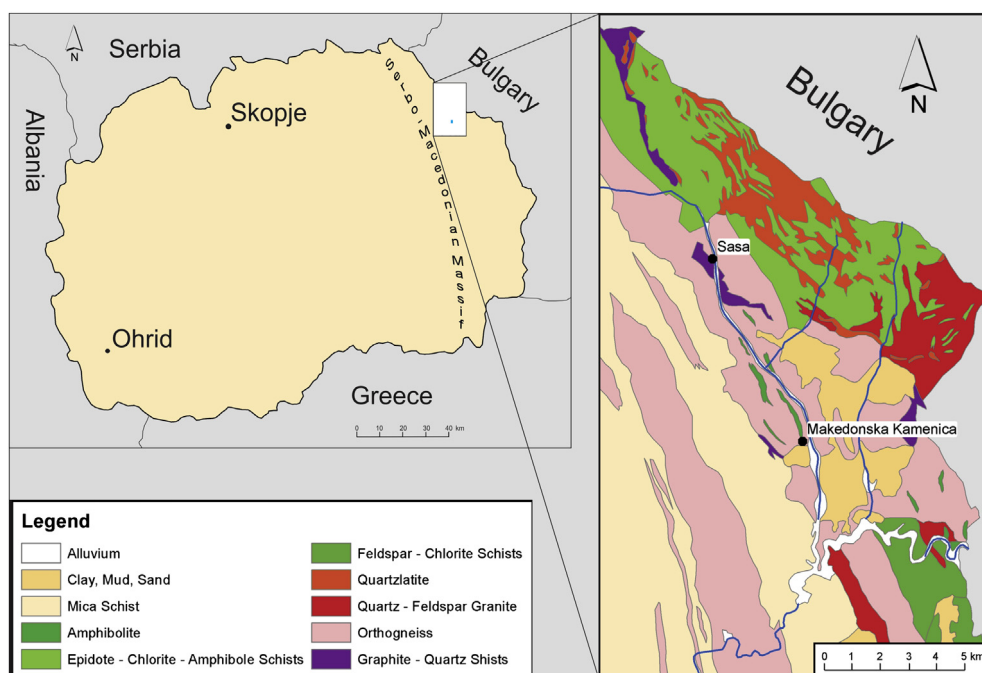 N
Serbia
Bulgary
Albania
Skopje
Serbo-Macedonian Massif
Ohrid
Greece
0 10 20 30 40 km
Bulgary
N
Sasa
Makedonska Kamenica
0 1 2 3 4 5 km
Legend
Alluvium
Clay, Mud, Sand
Mica Schist
Amphibolite
Epidote - Chlorite - Amphibole Schists
Feldspar - Chlorite Schists
Quartzlatite
Quartz - Feldspar Granite
Orthogneiss
Graphite - Quartz Shists